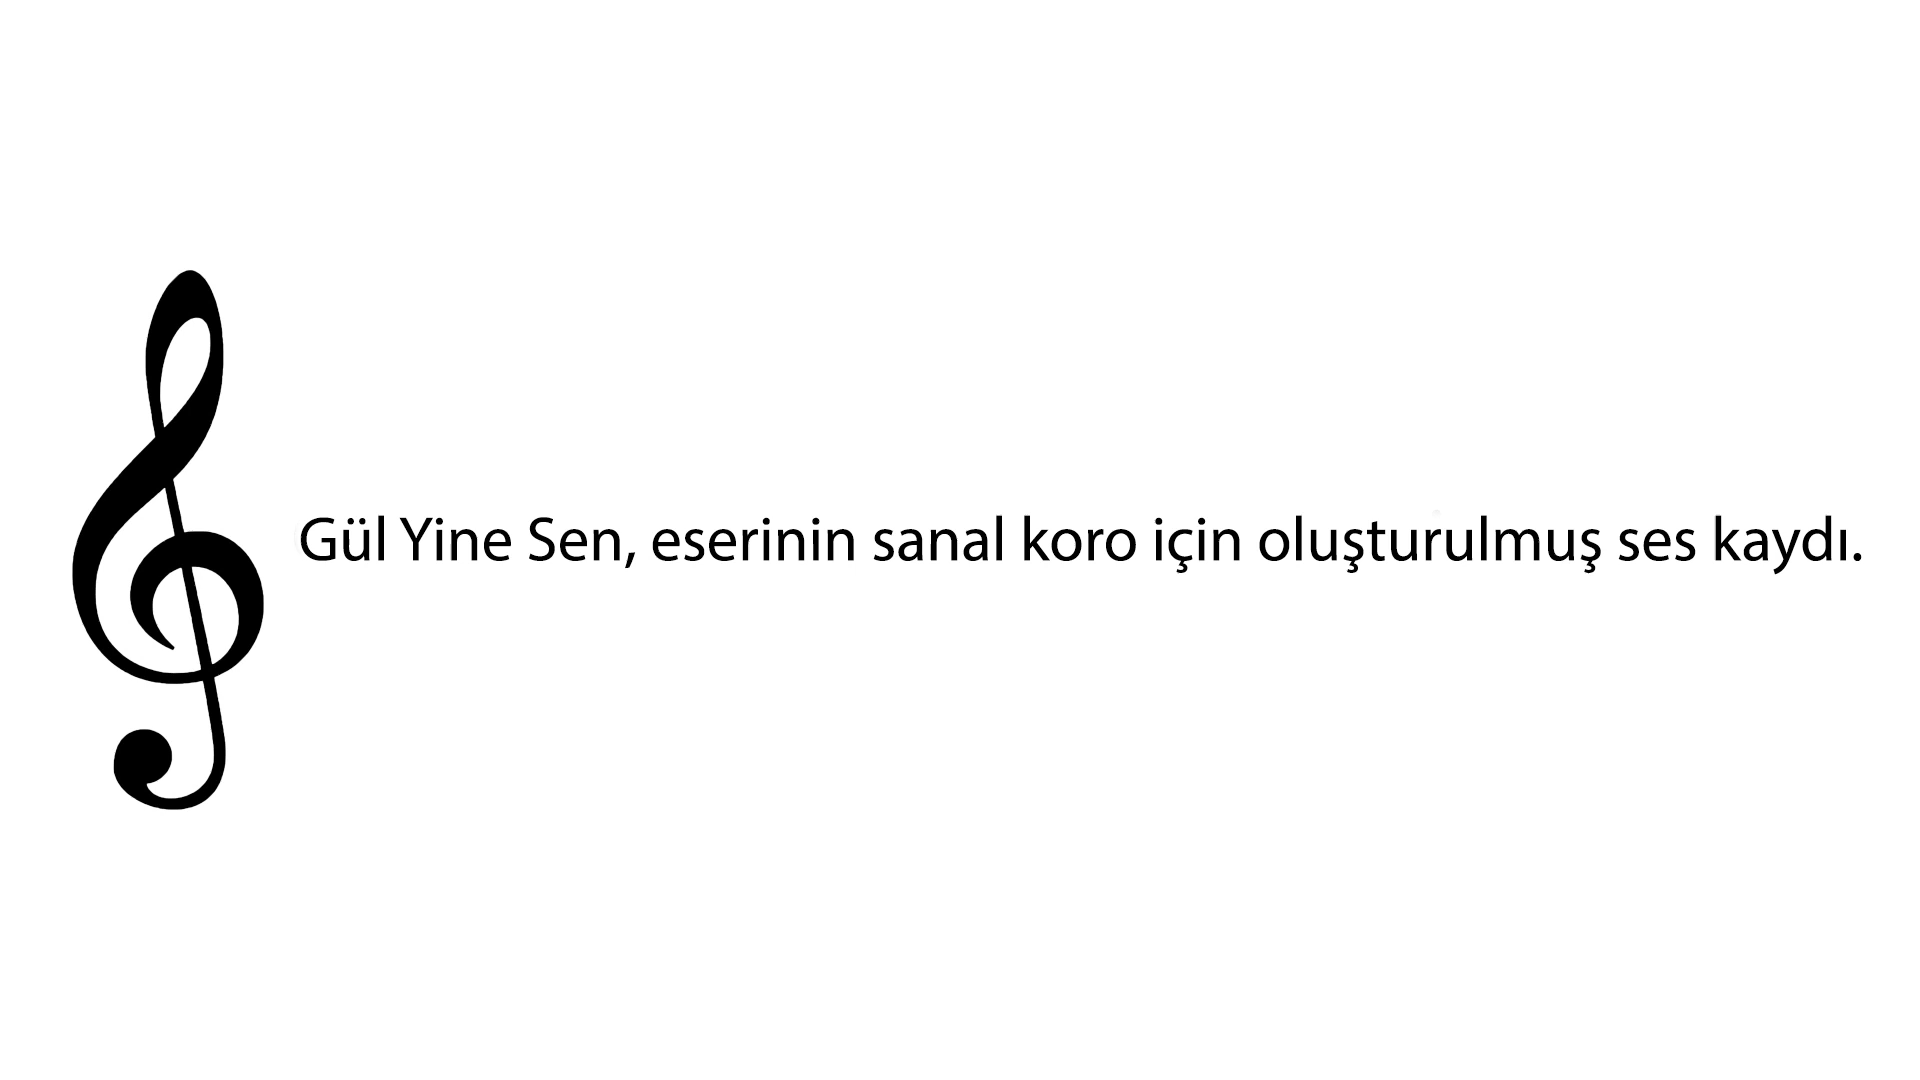 Gül Yine Sen, eserinin sanal koro için oluşturulmuş ses kaydı.